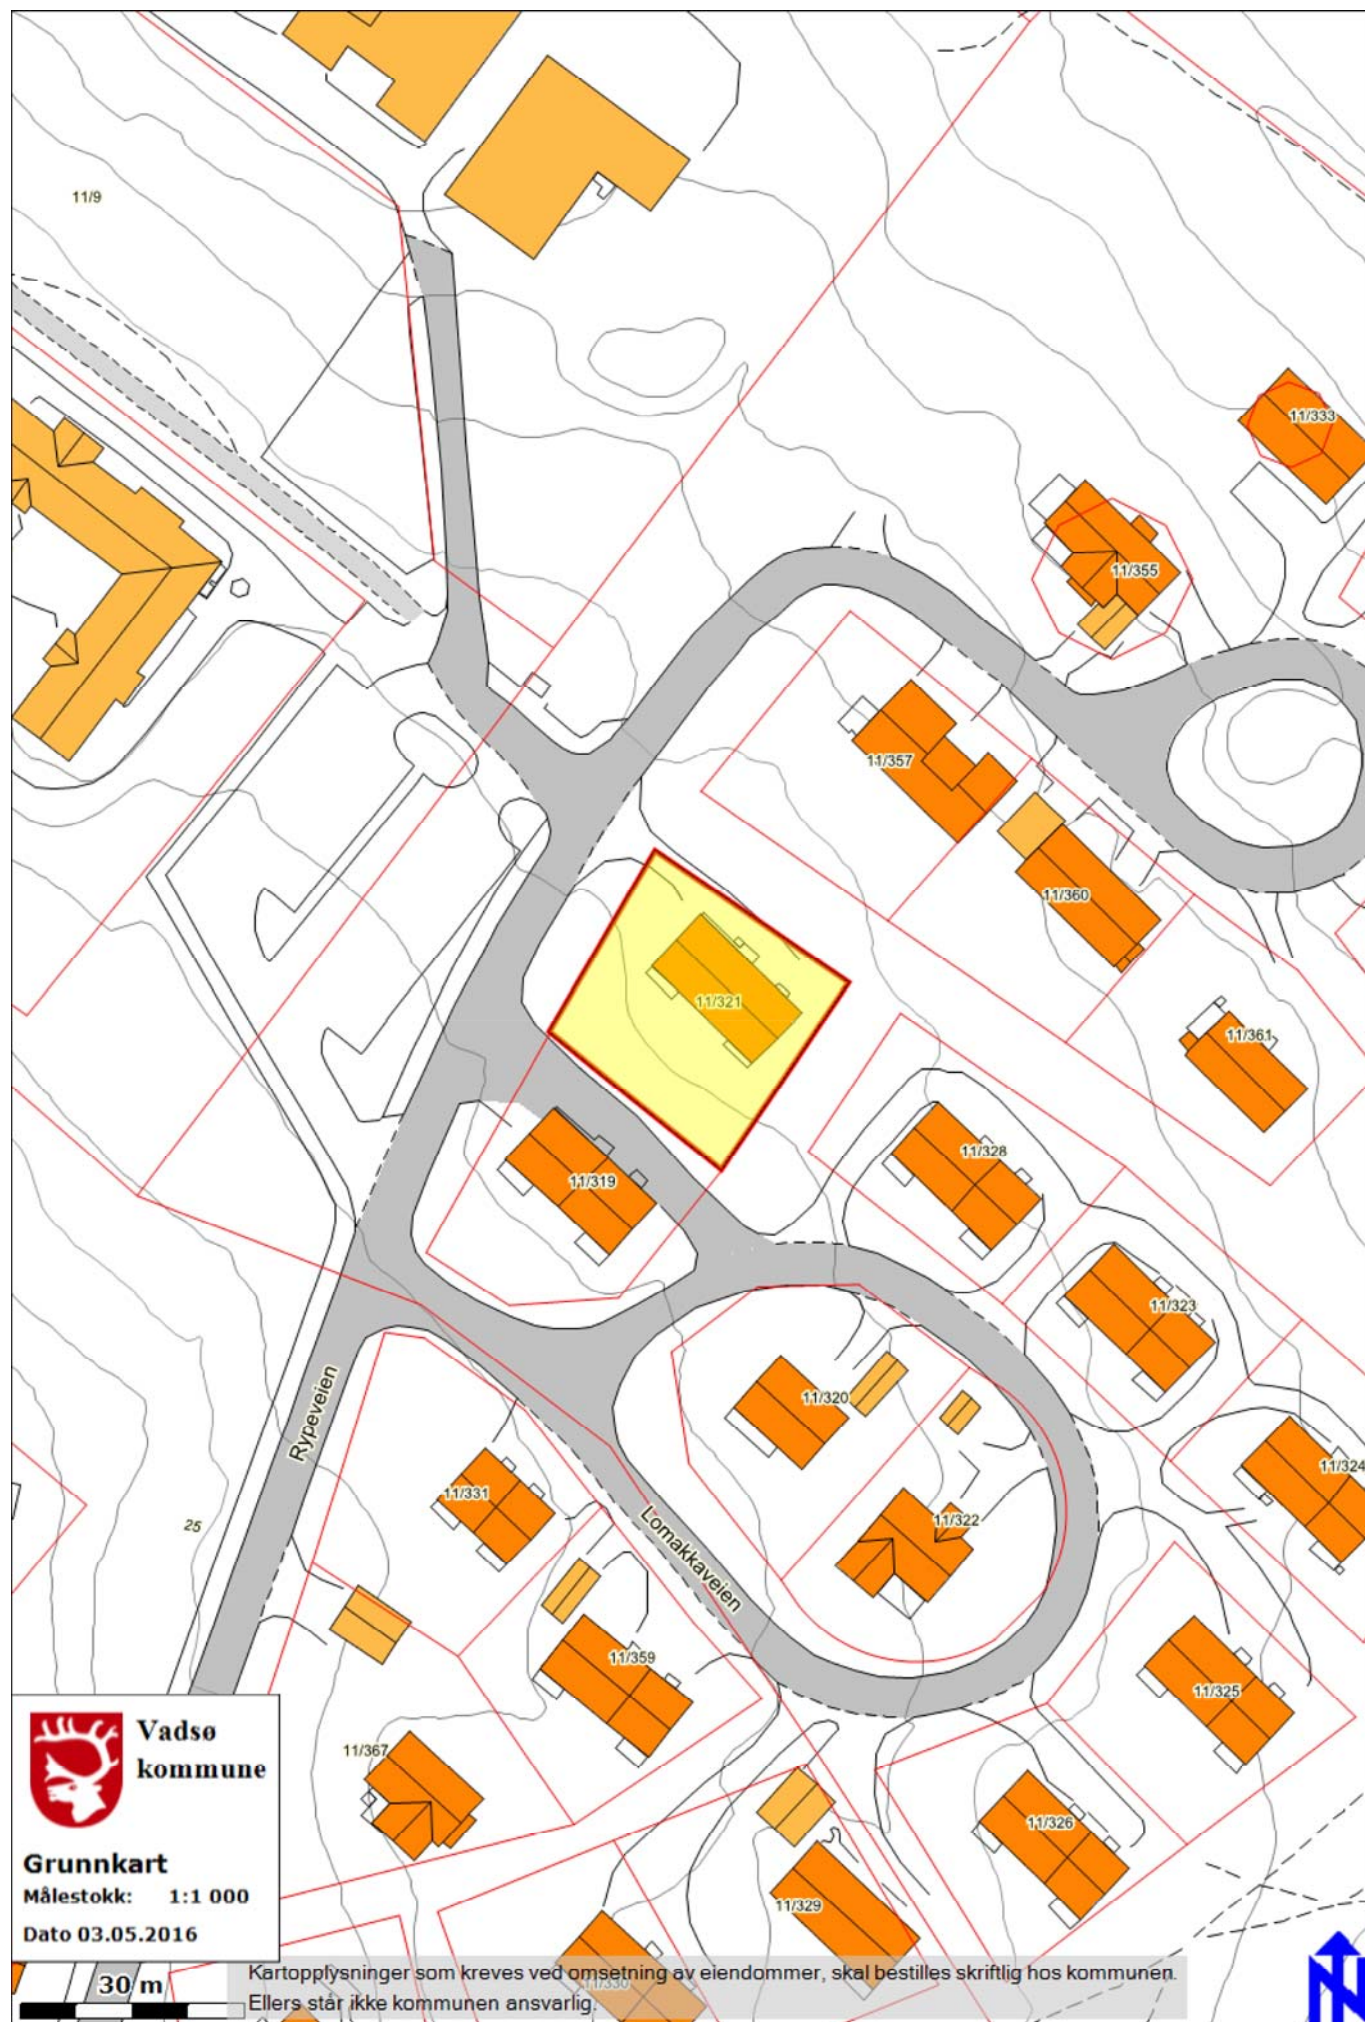 11/9
11/333
11/355
11/357
11/360
11/321
11/361
11/328
11/319
11/323
11/320
Rypeveien
11/324
11/331
11/322
25
Lomakkaveien
11/359
11/325
11/367
11/326
11/329
11/330
Vadsø
kommune
Grunnkart
Målestokk: 1:1 000
Dato 03.05.2016
30 m
Kartopplysninger som kreves ved omsetning av eiendommer, skal bestilles skriftlig hos kommunen.
Ellers står ikke kommunen ansvarlig.
N